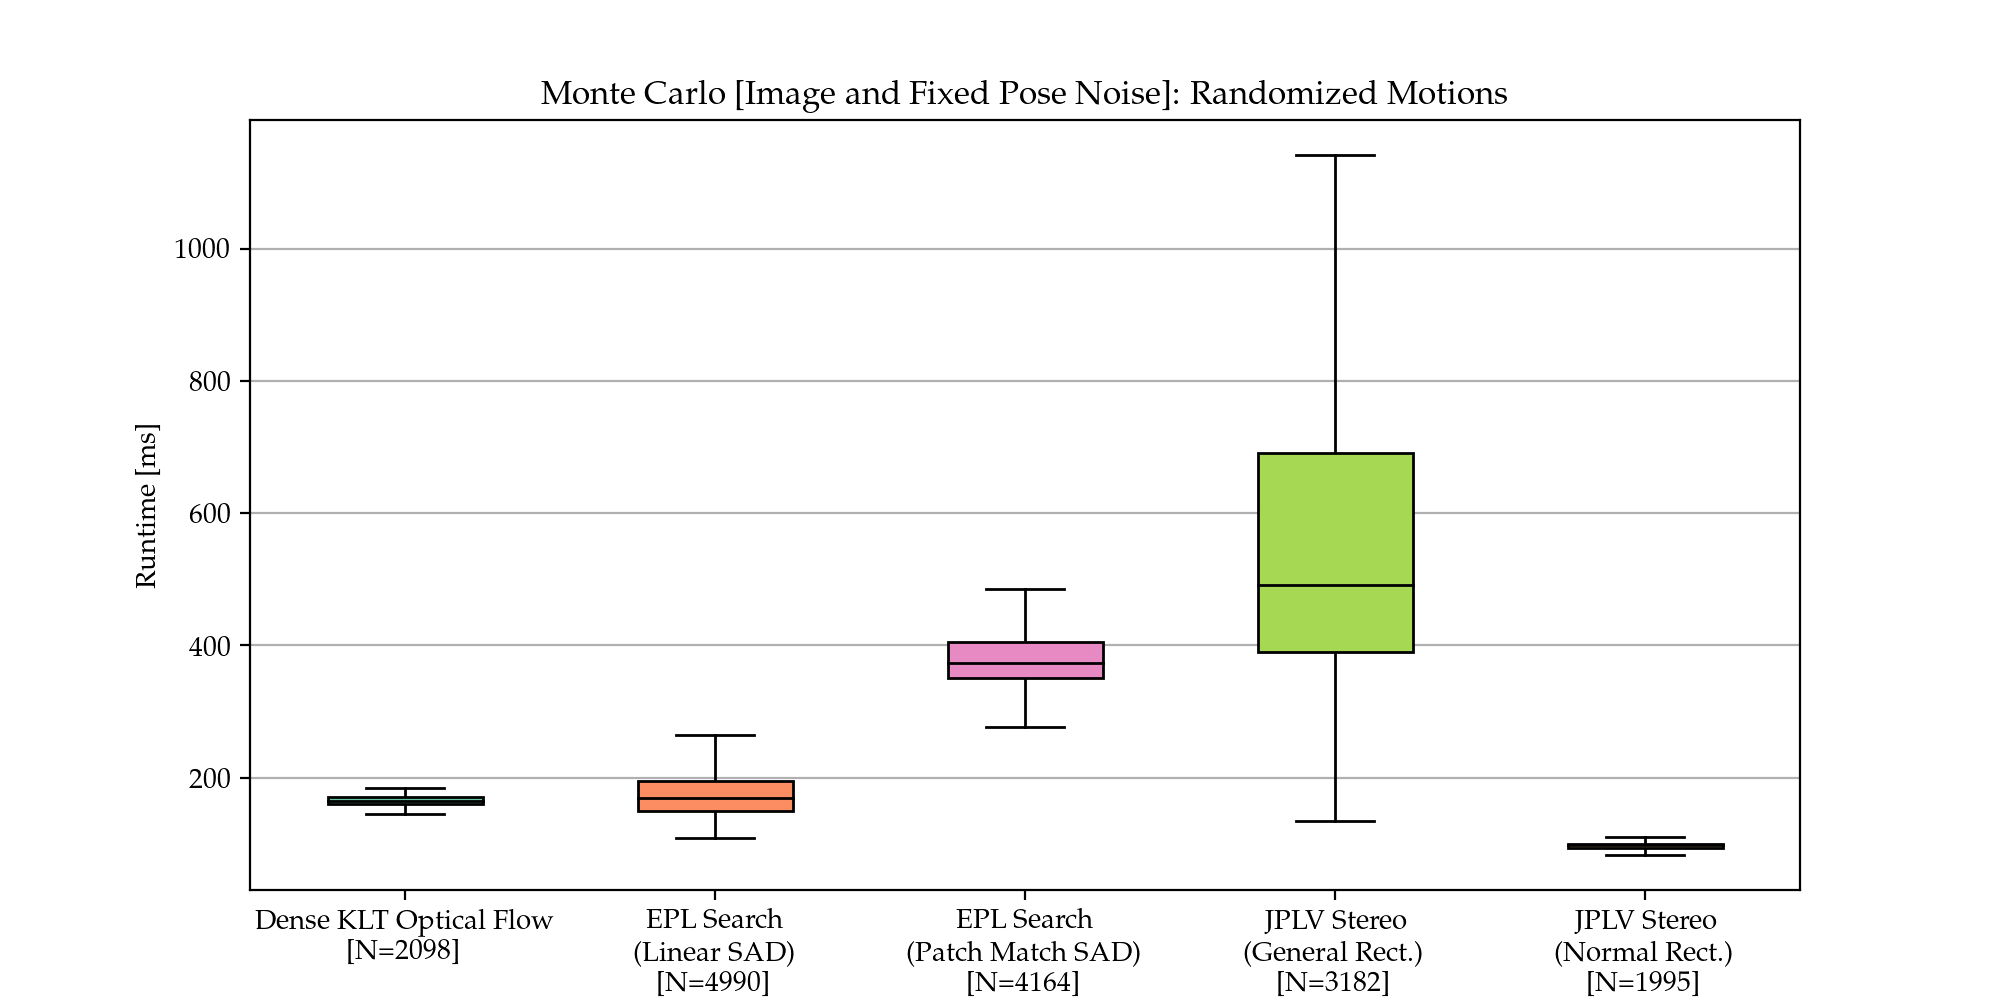 Monte Carlo [Image and Fixed Pose Noise]: Randomized Motions
Runtime [ms]
1000
800
600
400
200
Dense KLT Optical Flow
[N=2098]
EPL Search
(Linear SAD)
[N=4990]
EPL Search
(Patch Match SAD)
[N=4164]
JPLV Stereo
(General Rect.)
[N=3182]
JPLV Stereo
(Normal Rect.)
[N=1995]